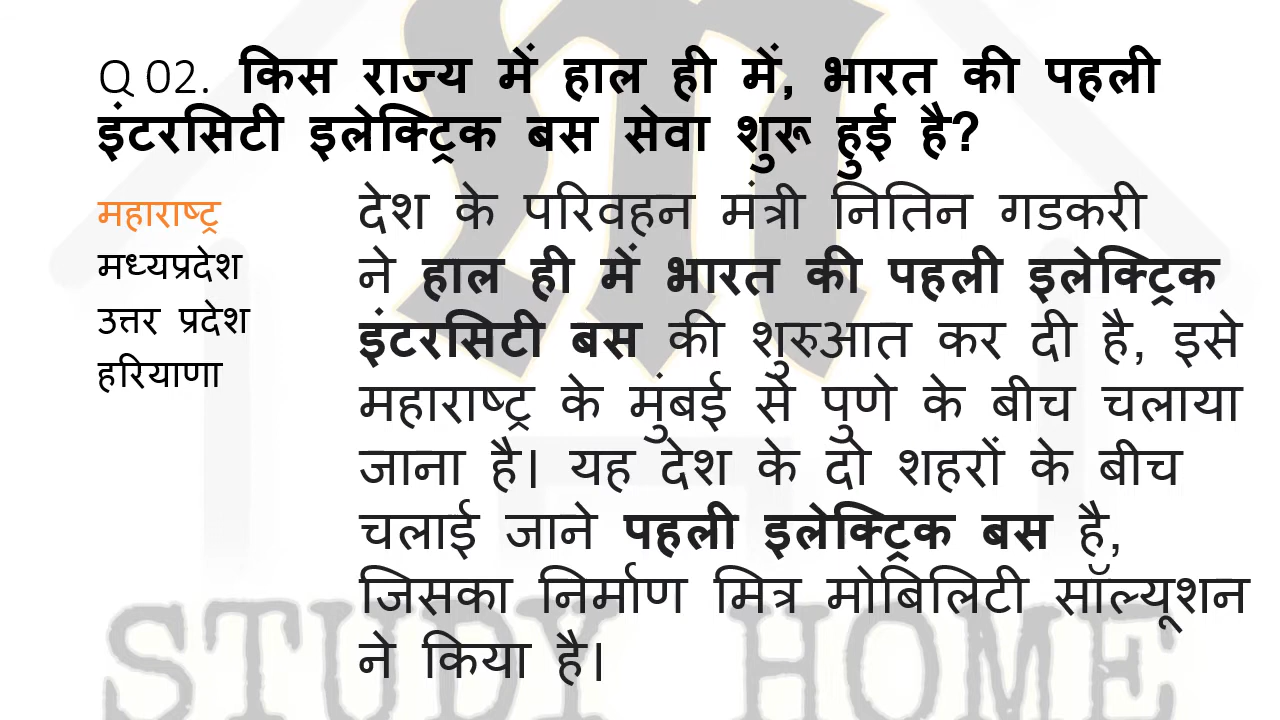 Q 02. किस राज्य में हाल ही में, भारत की पहली
इंटरसिटी इलेक्ट्रिक बस सेवा शुरू हुई है?
महाराष्ट्र
मध्यप्रदेश
उत्तर प्रदेश
हरियाणा
देश के परिवहन मंत्री नितिन गडकरी
ने हाल ही में भारत की पहली इलेक्ट्रिक
इंटरसिटी बस की शुरुआत कर दी है, इसे
महाराष्ट्र के मुंबई से पुणे के बीच चलाया
जाना है। यह देश के दो शहरों के बीच
चलाई जाने पहली इलेक्ट्रिक बस है,
जिसका निर्माण मित्र मोबिलिटी सॉल्यूशन
ने किया है।
STUDY HOME